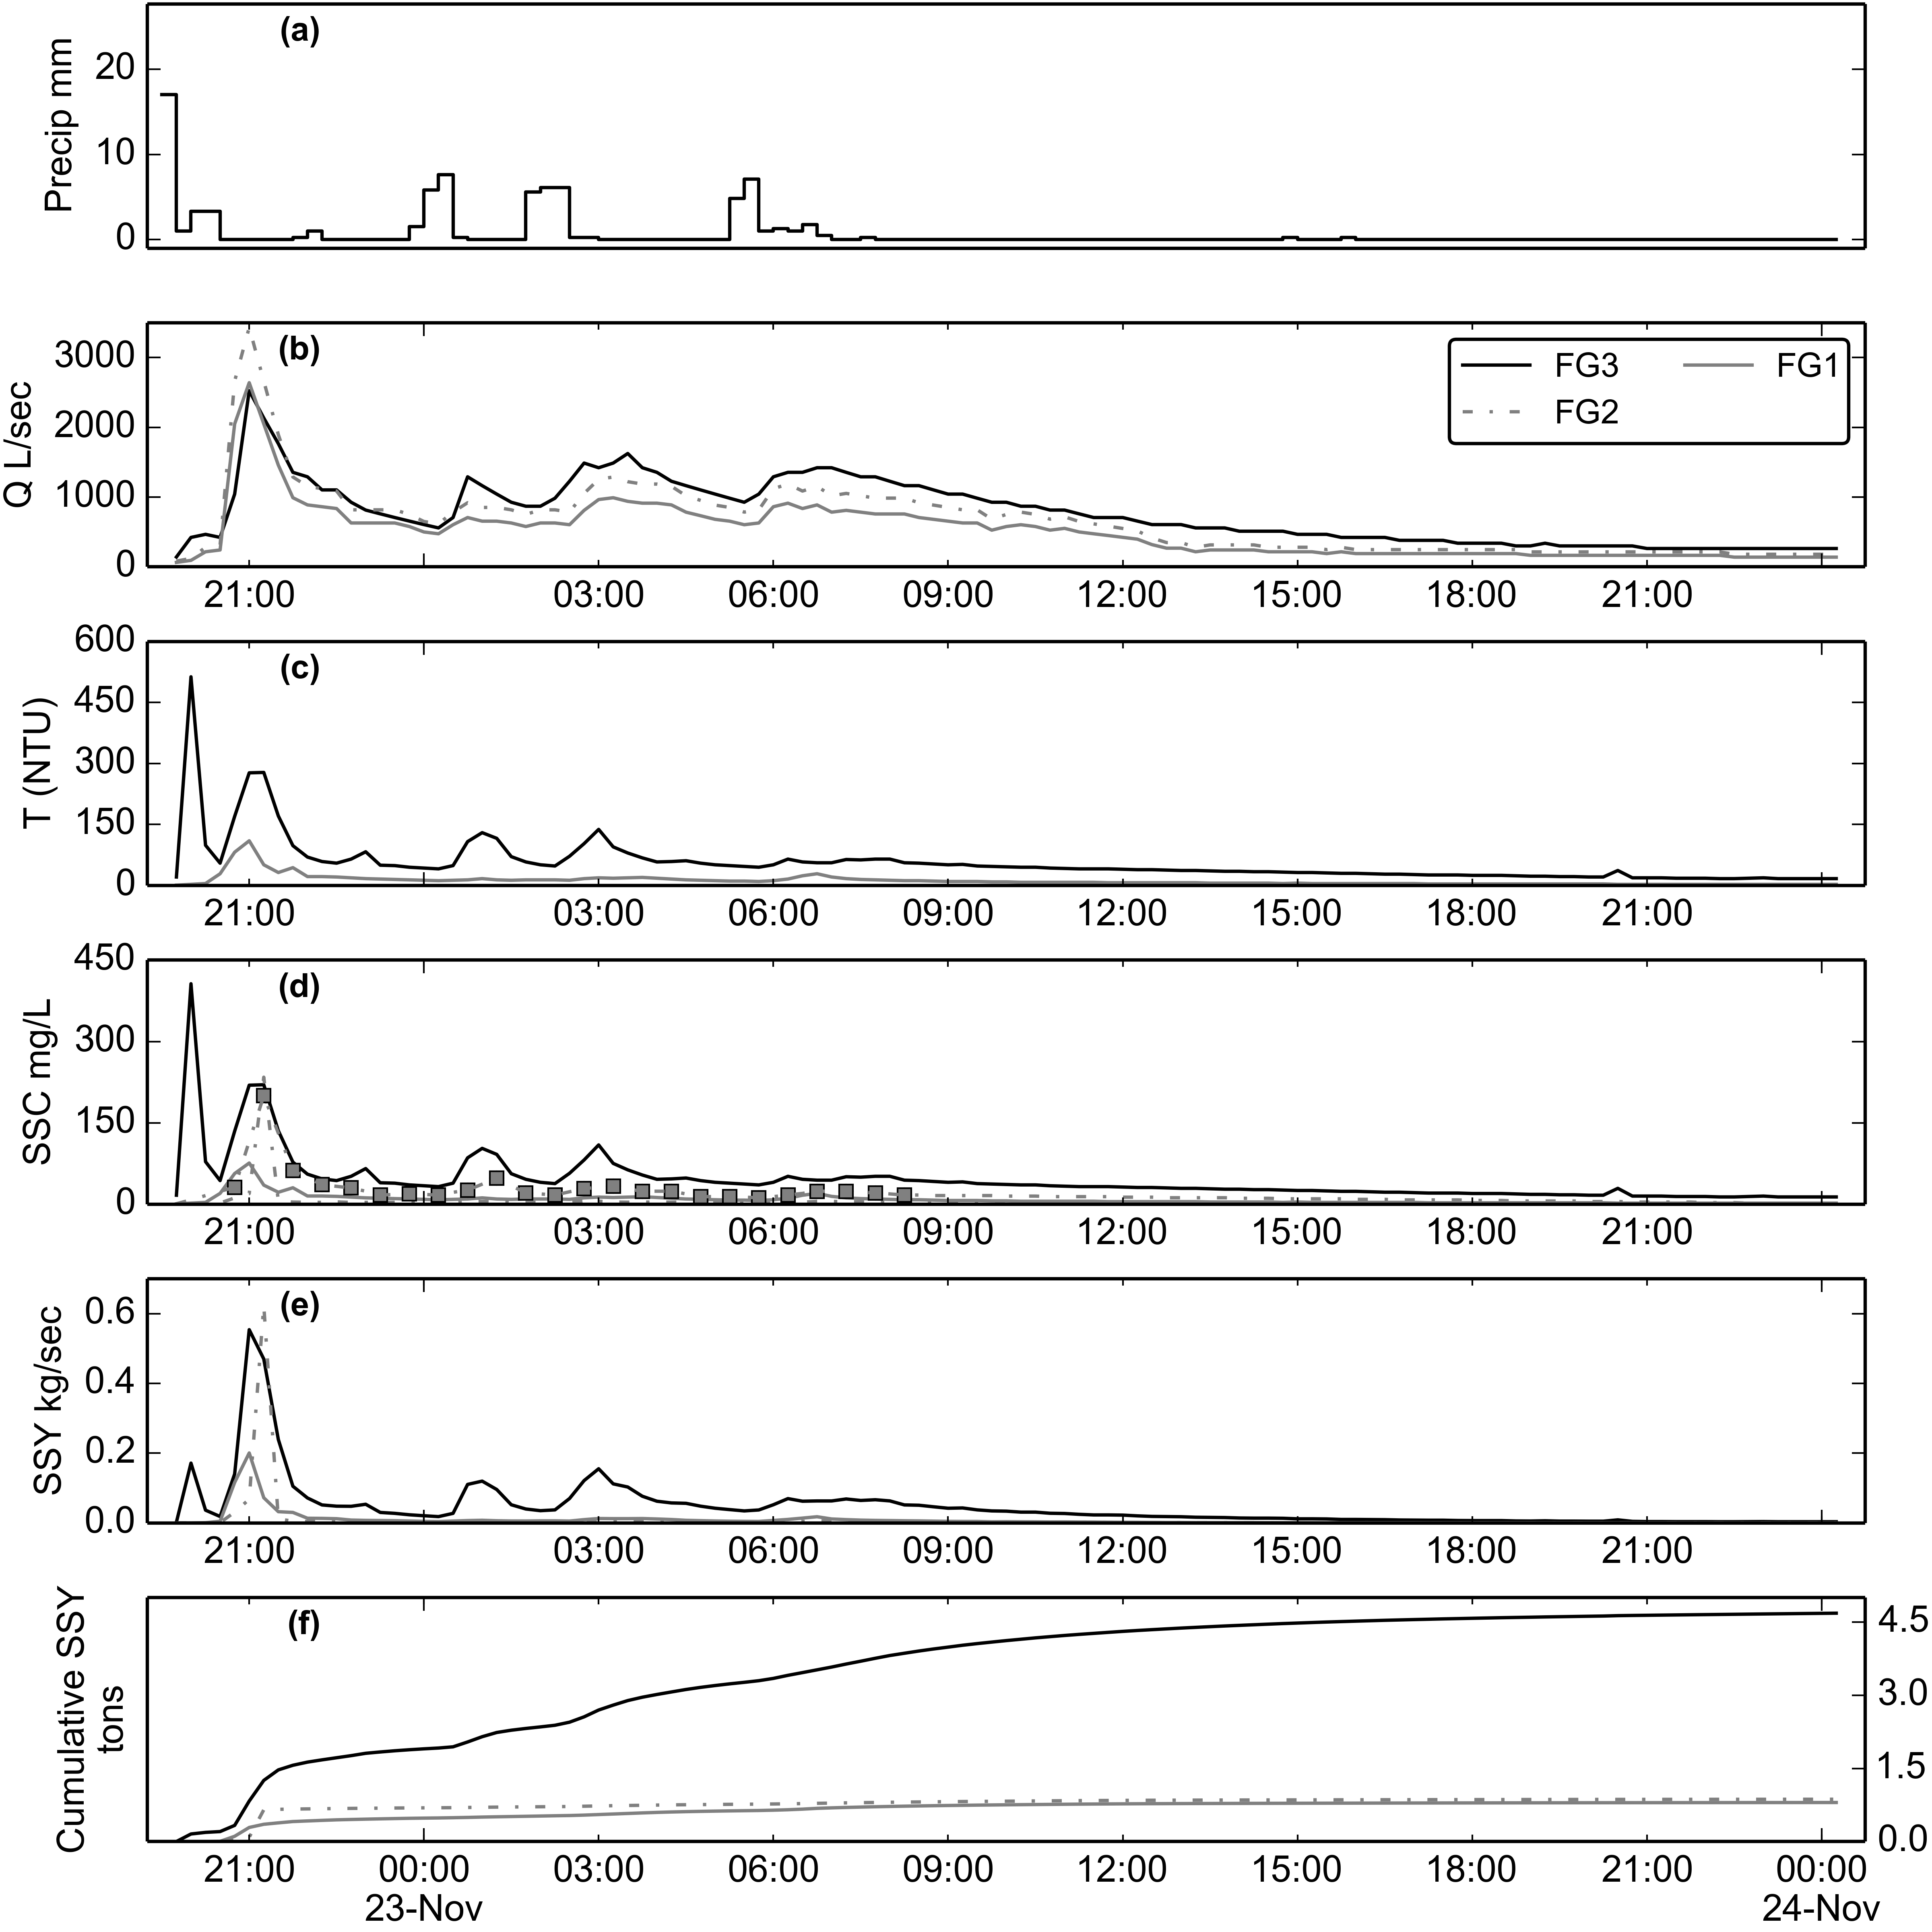 (a)
Precip mm
20
10
0
(b)
Q L/sec
3000
2000
1000
0
FG3
FG1
FG2
21:00 03:00 06:00 09:00 12:00 15:00 18:00 21:00
(c)
T (NTU)
600
450
300
150
0
21:00 03:00 06:00 09:00 12:00 15:00 18:00 21:00
(d)
SSC mg/L
450
300
150
0
21:00 03:00 06:00 09:00 12:00 15:00 18:00 21:00
(e)
SSY kg/sec
0.6
0.4
0.2
0.0
21:00 03:00 06:00 09:00 12:00 15:00 18:00 21:00
(f)
Cumulative SSY
tons
4.5
3.0
1.5
0.0
21:00 00:00 03:00 06:00 09:00 12:00 15:00 18:00 21:00 00:00
23-Nov 24-Nov